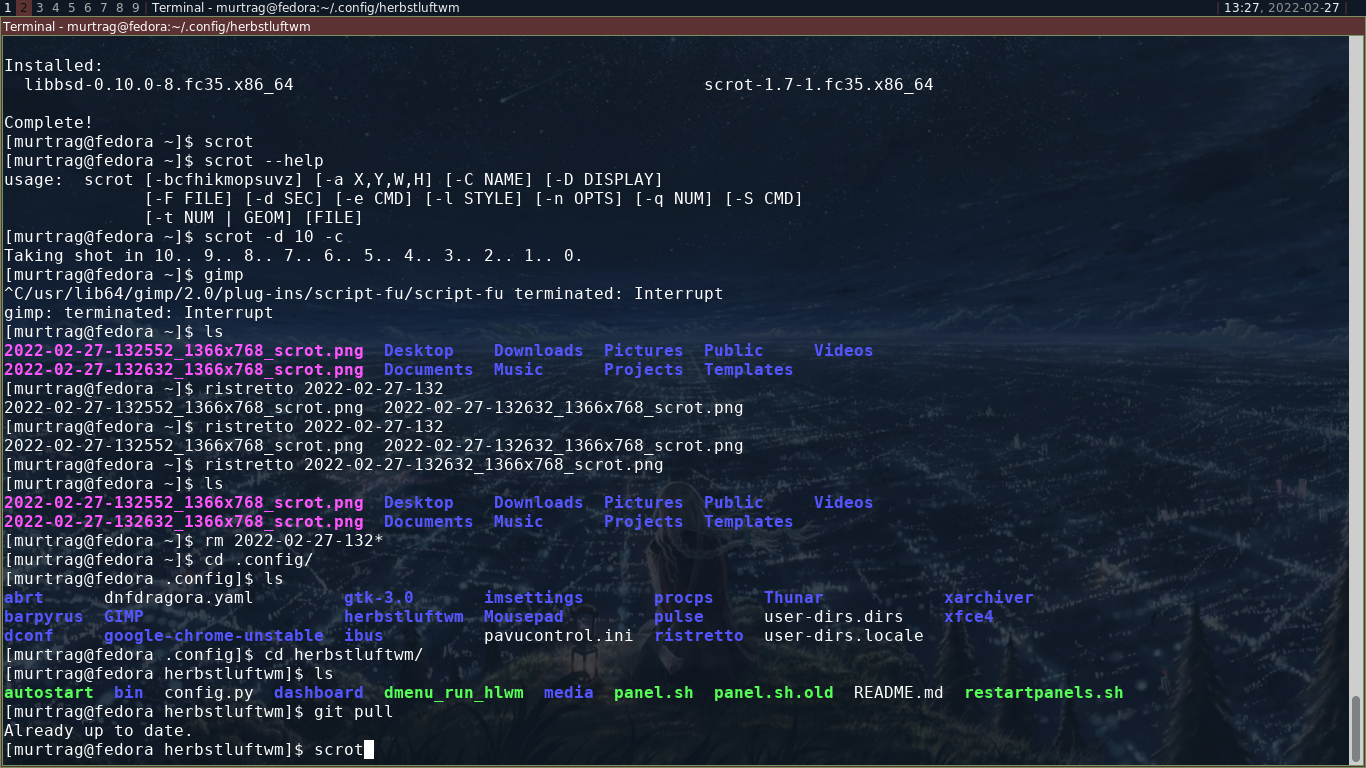 1 2 3 4 5 6 7 8 9 Terminal - murtrag@fedora:~/.config/herbstluftwm 13:27, 2022-02-27
Terminal - murtrag@fedora:~/.config/herbstluftwm
Installed:
  libbsd-0.10.0-8.fc35.x86_64                                         scrot-1.7-1.fc35.x86_64
Complete!
[murtrag@fedora ~]$ scrot
[murtrag@fedora ~]$ scrot --help
usage:  scrot [-bcfhikmopsuvz] [-a X,Y,W,H] [-C NAME] [-D DISPLAY]
              [-F FILE] [-d SEC] [-e CMD] [-l STYLE] [-n OPTS] [-q NUM] [-S CMD]
              [-t NUM | GEOM] [FILE]
[murtrag@fedora ~]$ scrot -d 10 -c
Taking shot in 10.. 9.. 8.. 7.. 6.. 5.. 4.. 3.. 2.. 1.. 0.
[murtrag@fedora ~]$ gimp
^C/usr/lib64/gimp/2.0/plug-ins/script-fu/script-fu terminated: Interrupt
gimp: terminated: Interrupt
[murtrag@fedora ~]$ ls
2022-02-27-132552_1366x768_scrot.png  Desktop    Downloads  Pictures  Public     Videos
2022-02-27-132632_1366x768_scrot.png  Documents  Music      Projects  Templates
[murtrag@fedora ~]$ ristretto 2022-02-27-132
2022-02-27-132552_1366x768_scrot.png  2022-02-27-132632_1366x768_scrot.png
[murtrag@fedora ~]$ ristretto 2022-02-27-132
2022-02-27-132552_1366x768_scrot.png  2022-02-27-132632_1366x768_scrot.png
[murtrag@fedora ~]$ ristretto 2022-02-27-132632_1366x768_scrot.png
[murtrag@fedora ~]$ ls
2022-02-27-132552_1366x768_scrot.png  Desktop    Downloads  Pictures  Public     Videos
2022-02-27-132632_1366x768_scrot.png  Documents  Music      Projects  Templates
[murtrag@fedora ~]$ rm 2022-02-27-132*
[murtrag@fedora ~]$ cd .config/
[murtrag@fedora .config]$ ls
abrt      dnfdragora.yaml         gtk-3.0       imsettings       procps     Thunar            xarchiver
barpyrus  GIMP                    herbstluftwm  Mousepad         pulse      user-dirs.dirs    xfce4
dconf     google-chrome-unstable  ibus          pavucontrol.ini  ristretto  user-dirs.locale
[murtrag@fedora .config]$ cd herbstluftwm/
[murtrag@fedora herbstluftwm]$ ls
autostart  bin  config.py  dashboard  dmenu_run_hlwm  media  panel.sh  panel.sh.old  README.md  restartpanels.sh
[murtrag@fedora herbstluftwm]$ git pull
Already up to date.
[murtrag@fedora herbstluftwm]$ scrot